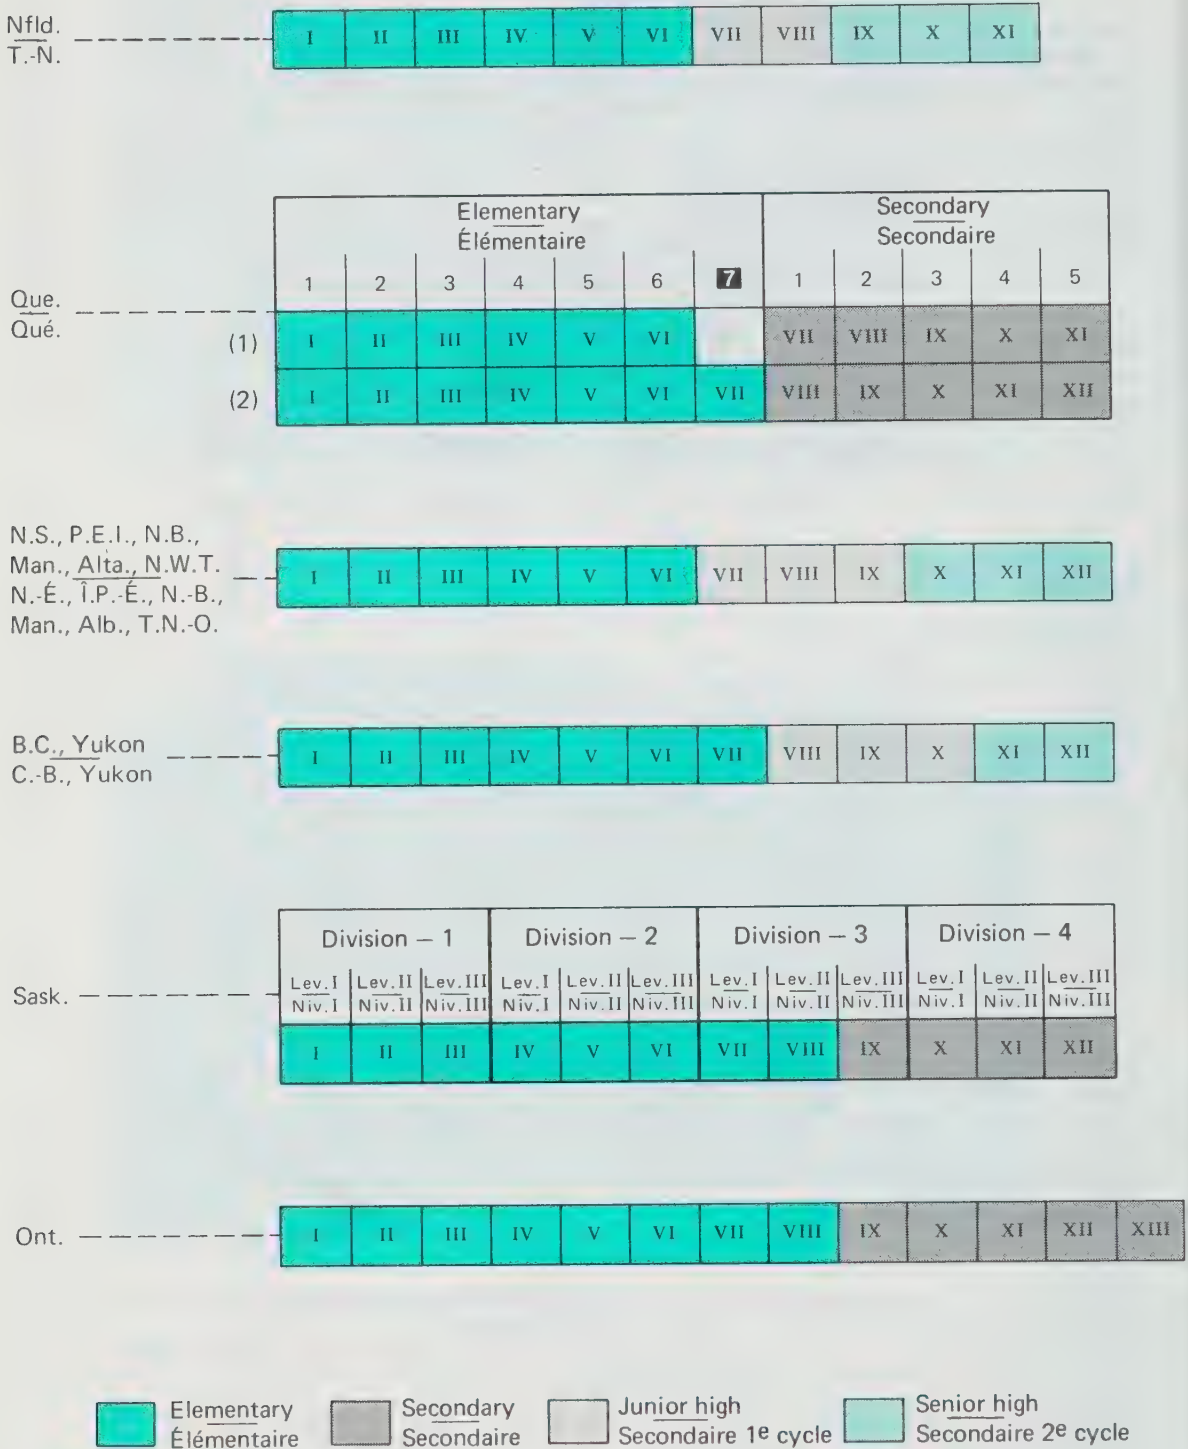 Nfld.
T.-N.
I II III IV V VI VII VIII IX X XI
Elementary Secondary
Élémentaire Secondaire
1 2 3 4 5 6 7 1 2 3 4 5
Que.
Qué.
(1) I II III IV V VI VII VIII IX X XI
(2) I II III IV V VI VII VIII IX X XI XII
N.S., P.E.I., N.B.,
Man., Alta., N.W.T.
N.-É., Î.P.-É., N.-B.,
Man., Alb., T.N.-O.
I II III IV V VI VII VIII IX X XI XII
B.C., Yukon
C.-B., Yukon
I II III IV V VI VII VIII IX X XI XII
Division – 1 Division – 2 Division – 3 Division – 4
Lev.I Lev.II Lev.III Lev.I Lev.II Lev.III Lev.I Lev.II Lev.III Lev.I Lev.II Lev.III
Niv.I Niv.II Niv.III Niv.I Niv.II Niv.III Niv.I Niv.II Niv.III Niv.I Niv.II Niv.III
Sask.
I II III IV V VI VII VIII IX X XI XII
Ont. I II III IV V VI VII VIII IX X XI XII XIII
Elementary Secondary Junior high Senior high
Élémentaire Secondaire Secondaire 1e cycle Secondaire 2e cycle